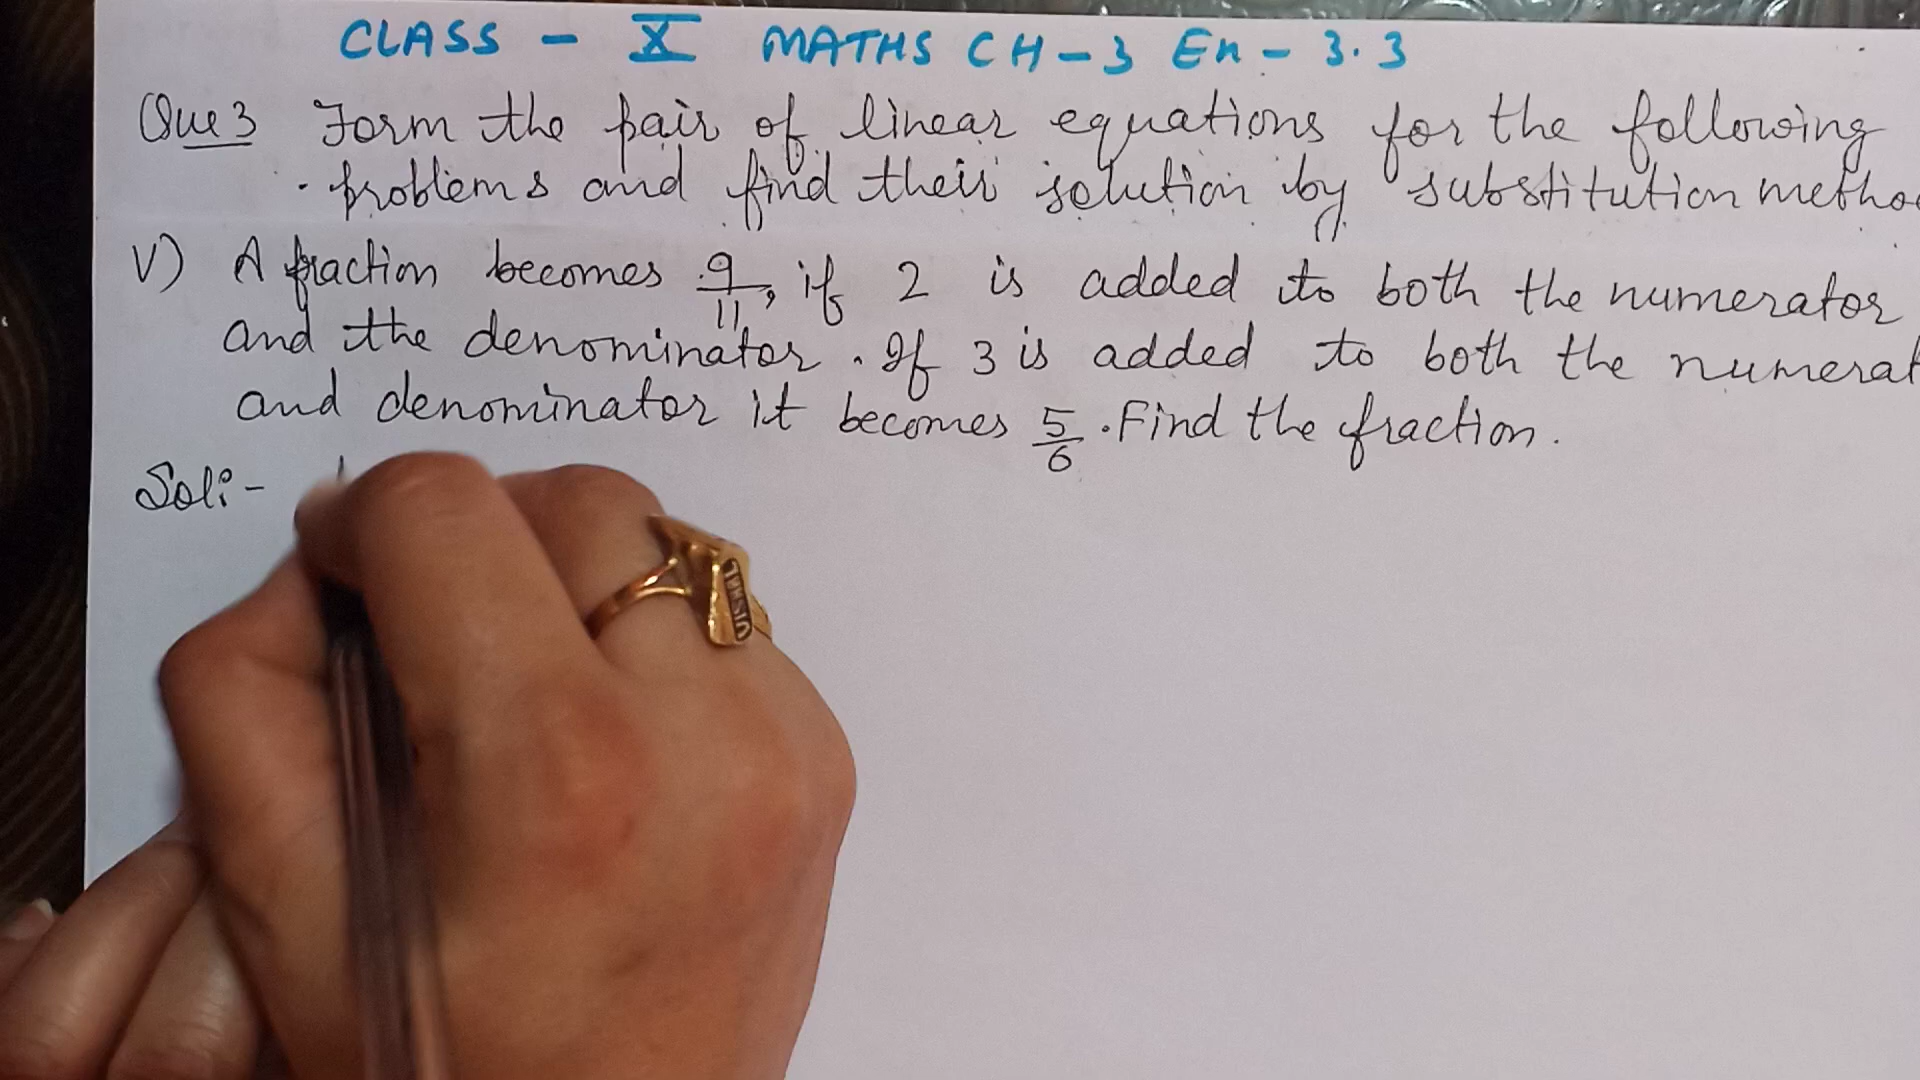 CLASS - X MATHS CH-3 Ex - 3.3
Que 3 Form the pair of linear equations for the following
problems and find their solution by substitution metho
V) A fraction becomes 9/11, if 2 is added to both the numerator
and the denominator. If 3 is added to both the numerat
and denominator it becomes 5/6. Find the fraction.
Sol:-
VISHAL